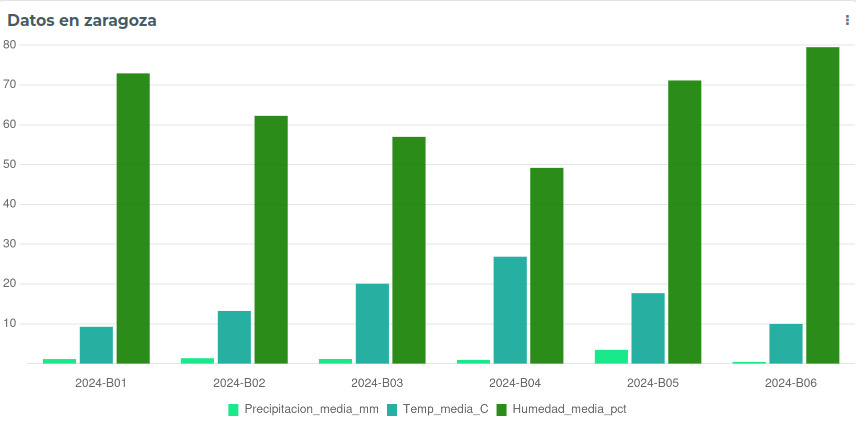 Datos en zaragoza
80
70
60
50
40
30
20
10
2024-B01 2024-B02 2024-B03 2024-B04 2024-B05 2024-B06
Precipitacion_media_mm Temp_media_C Humedad_media_pct